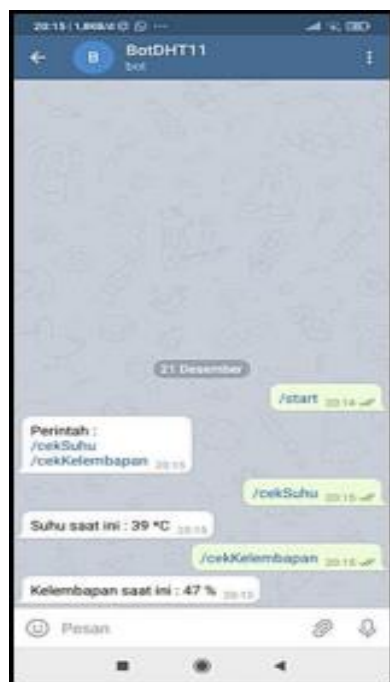 20:15
B
BotDHT11
bot
21 Desember
/start 20:14
Perintah :
/cekSuhu
/cekKelembapan 20:15
/cekSuhu 20:15
Suhu saat ini : 39 °C 20:15
/cekKelembapan 20:15
Kelembapan saat ini : 47 % 20:15
Pesan